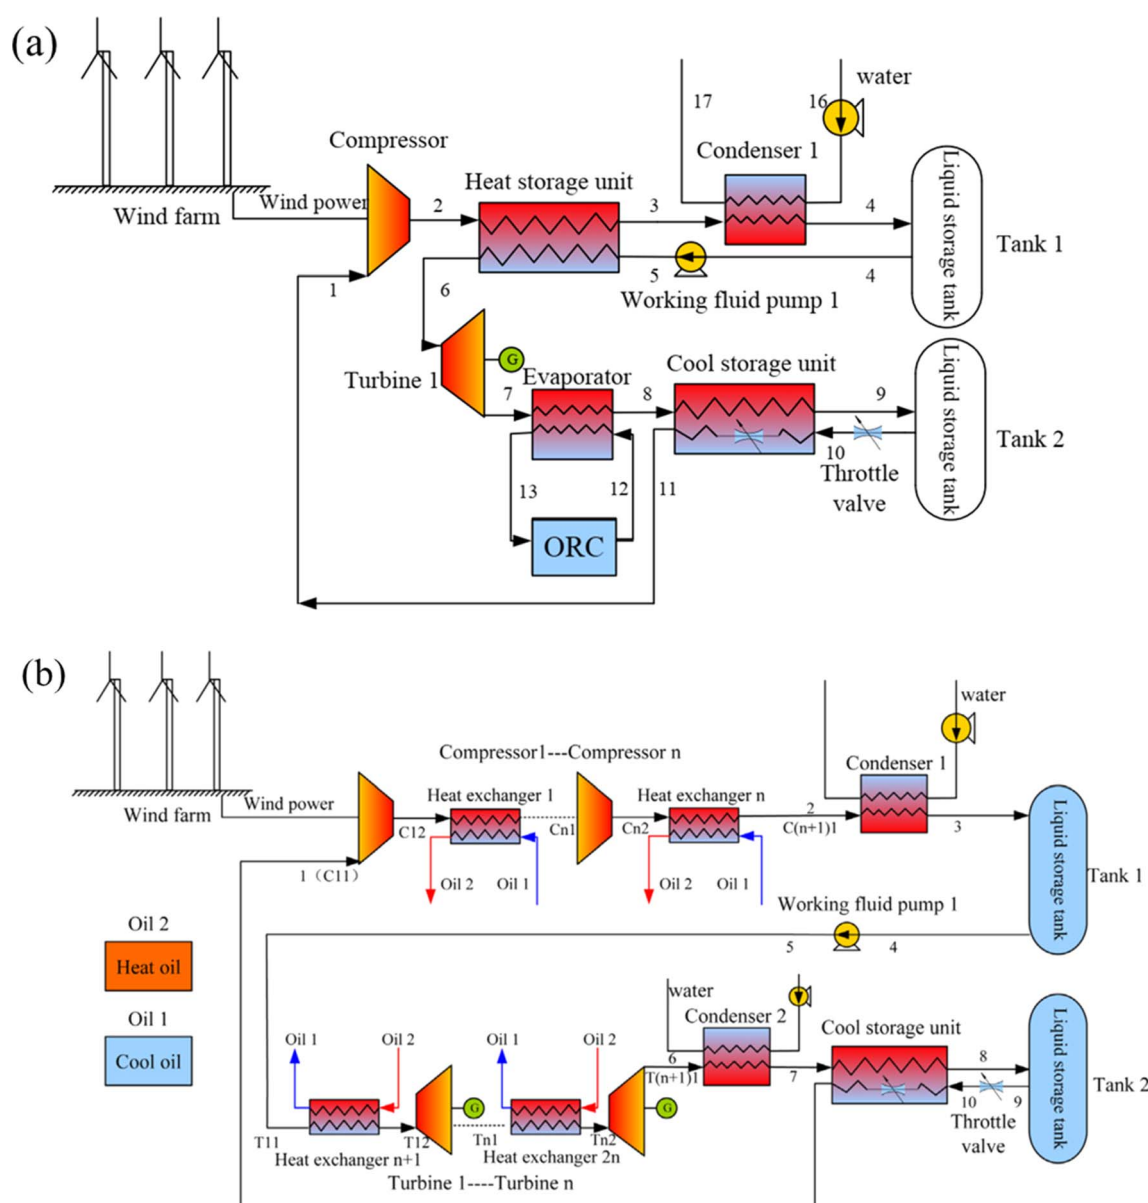 (a)
water
17
16
Compressor
Condenser 1
Heat storage unit
Wind power
2
3
4
Wind farm
Liquid storage tank
Tank 1
1
6
5
4
Working fluid pump 1
G
Turbine 1
Evaporator
Cool storage unit
7
8
9
Liquid storage tank
Tank 2
10
Throttle
valve
13
12
11
ORC
(b)
water
Compressor1---Compressor n
Condenser 1
Wind power
Heat exchanger 1
Heat exchanger n
Wind farm
C12
Cn1
Cn2
2
C(n+1)1
3
1（C11）
Oil 2
Oil 1
Oil 2
Oil 1
Liquid storage tank
Tank 1
Working fluid pump 1
5
4
Oil 2
Heat oil
Oil 1
Cool oil
water
Condenser 2
Cool storage unit
Oil 1
Oil 2
Oil 1
Oil 2
6
T(n+1)1
7
8
Liquid storage tank
Tank 2
10
9
Throttle
valve
G
G
T11
T12
Tn1
Tn2
Heat exchanger n+1
Heat exchanger 2n
Turbine 1----Turbine n